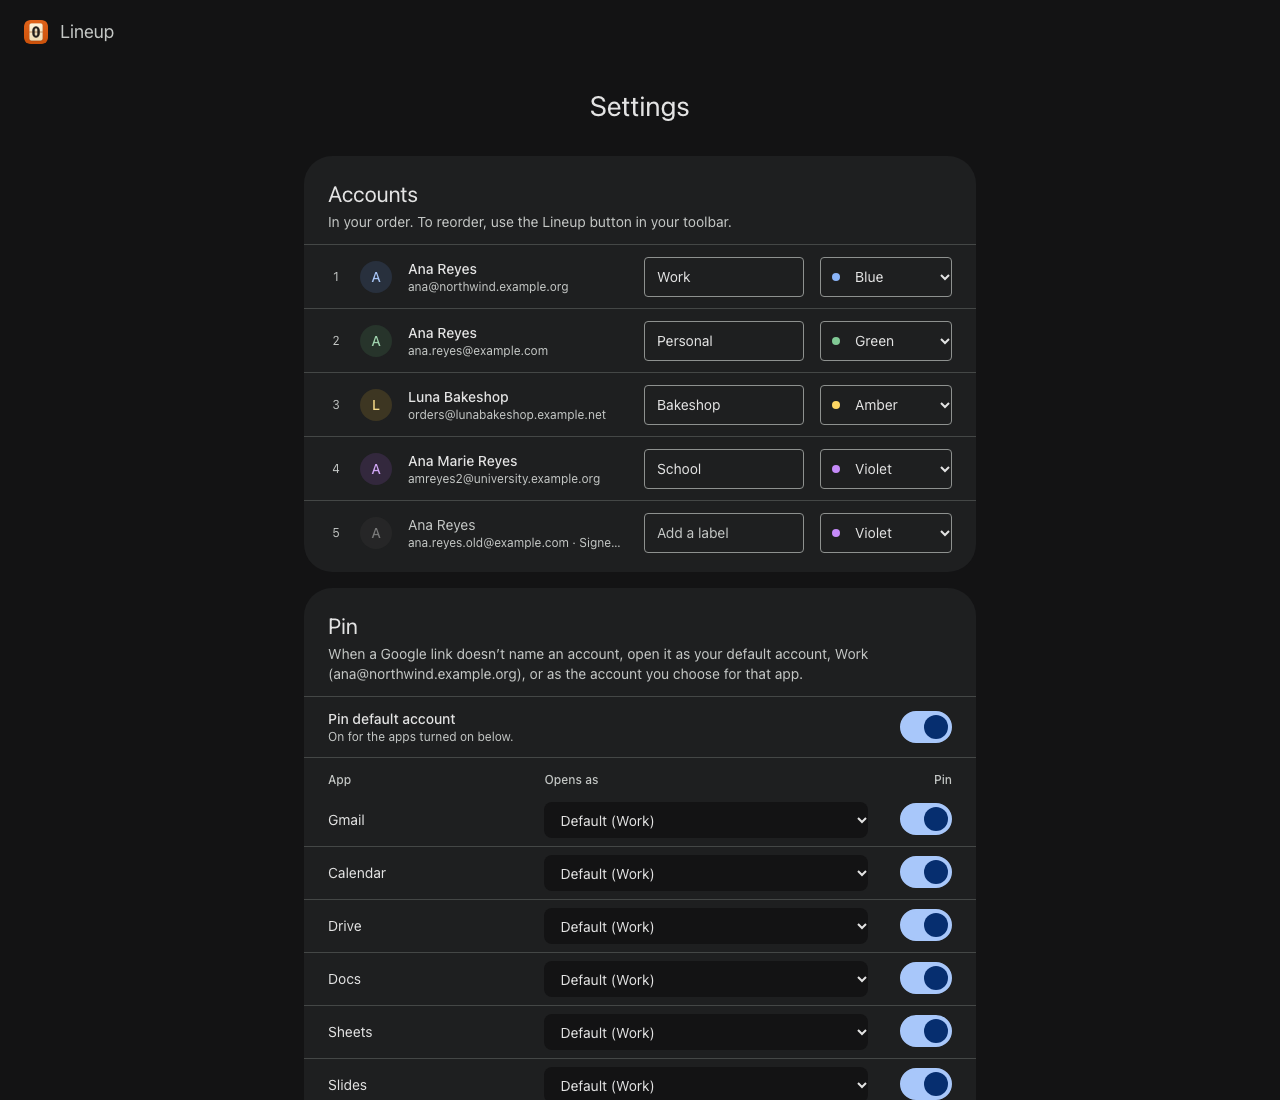 0 Lineup
Settings
Accounts
In your order. To reorder, use the Lineup button in your toolbar.
1 A Ana Reyes Work Blue
ana@northwind.example.org
2 A Ana Reyes Personal Green
ana.reyes@example.com
3 L Luna Bakeshop Bakeshop Amber
orders@lunabakeshop.example.net
4 A Ana Marie Reyes School Violet
amreyes2@university.example.org
5 A Ana Reyes Add a label Violet
ana.reyes.old@example.com · Signe...
Pin
When a Google link doesn’t name an account, open it as your default account, Work
(ana@northwind.example.org), or as the account you choose for that app.
Pin default account
On for the apps turned on below.
App Opens as Pin
Gmail Default (Work)
Calendar Default (Work)
Drive Default (Work)
Docs Default (Work)
Sheets Default (Work)
Slides Default (Work)